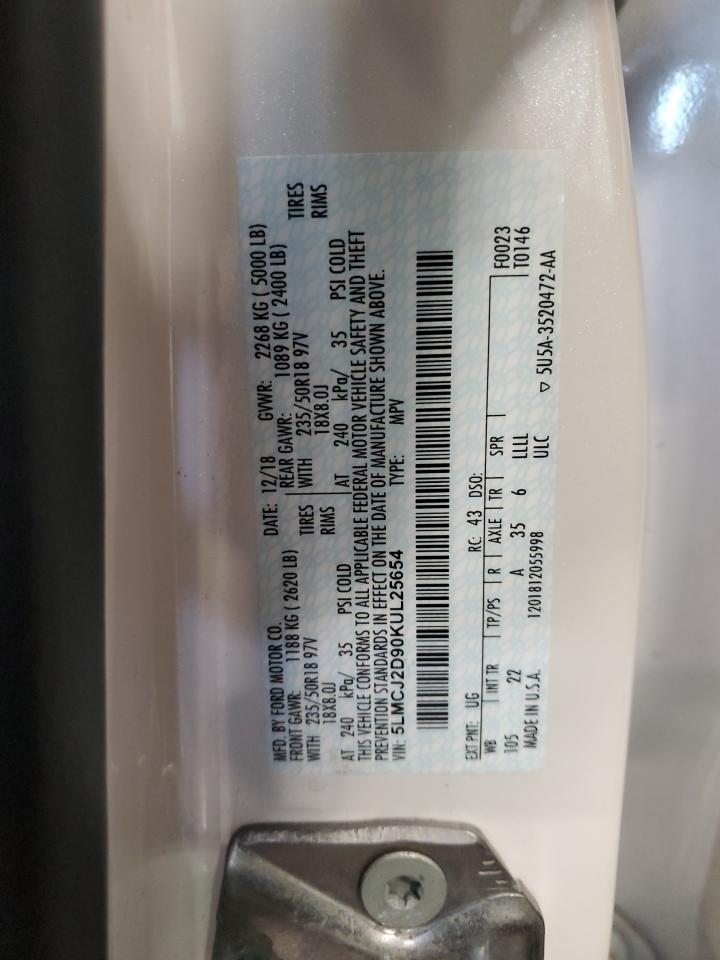 MFD. BY FORD MOTOR CO. DATE: 12/18 GVWR: 2268 KG ( 5000 LB)
FRONT GAWR: 1188 KG ( 2620 LB) REAR GAWR: 1089 KG ( 2400 LB)
WITH 235/50R18 97V TIRES WITH 235/50R18 97V TIRES
18X8.0J RIMS 18X8.0J RIMS
AT 240 kPa/ 35 PSI COLD AT 240 kPa/ 35 PSI COLD
THIS VEHICLE CONFORMS TO ALL APPLICABLE FEDERAL MOTOR VEHICLE SAFETY AND THEFT
PREVENTION STANDARDS IN EFFECT ON THE DATE OF MANUFACTURE SHOWN ABOVE.
VIN: 5LMCJ2D90KUL25654 TYPE: MPV
EXT PNT: UG RC: 43 DSO: F0023
WB INT TR TP/PS R AXLE TR SPR T0146
105 22 A 35 6 LLLL
MADE IN U.S.A. 1201812055998 ULC ▽ 5U5A-3520472-AA